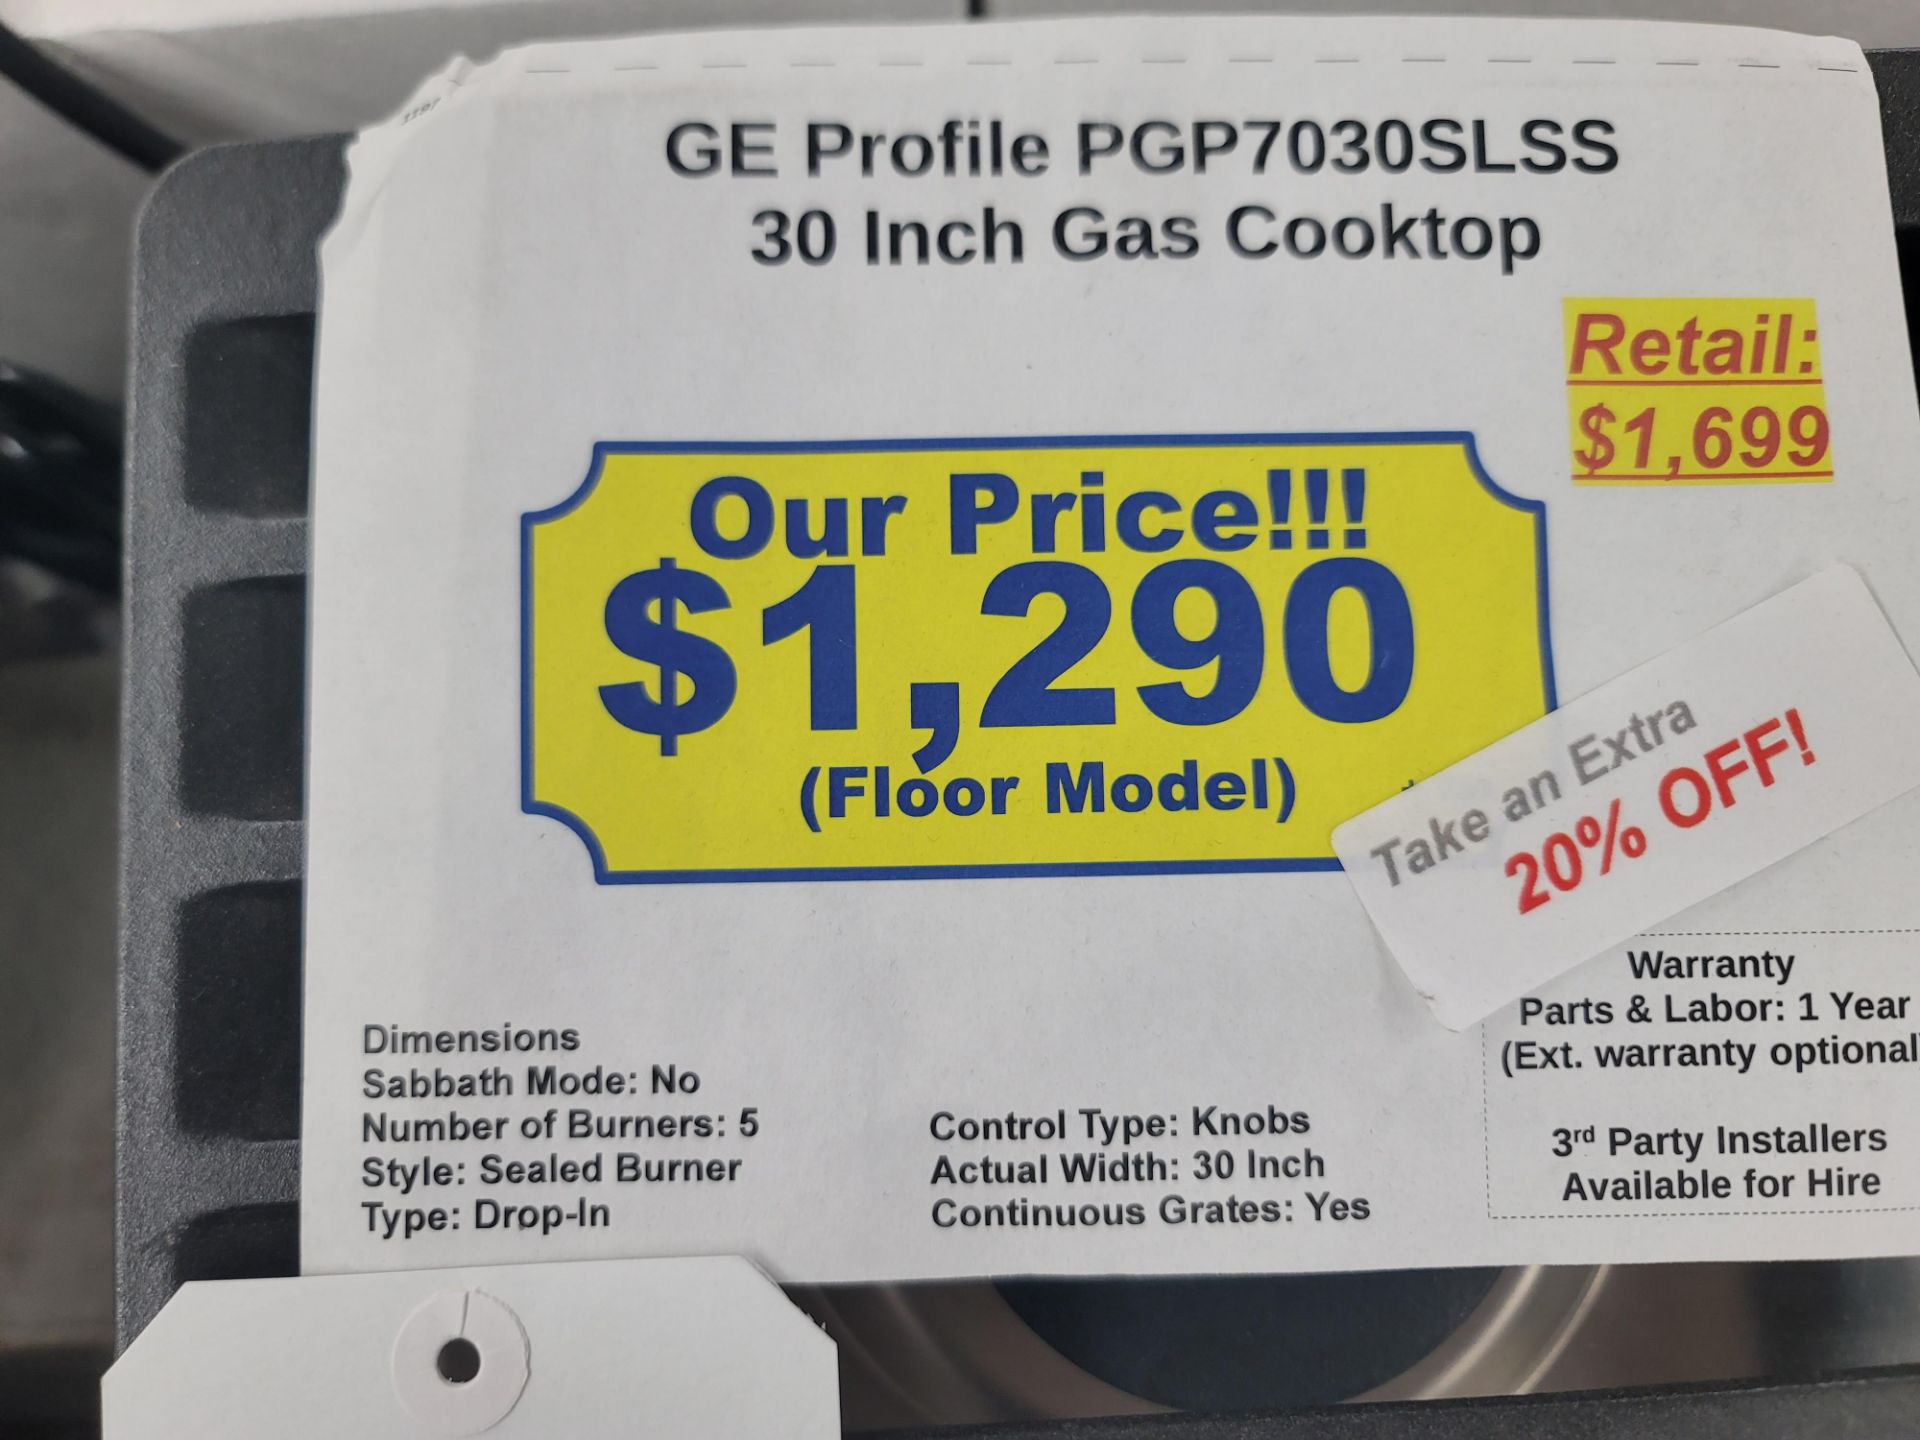 GE Profile PGP7030SLSS
30 Inch Gas Cooktop
Retail:
$1,699
Our Price!!!
$1,290
(Floor Model)
Take an Extra
20% OFF!
Warranty
Parts & Labor: 1 Year
(Ext. warranty optional)
3rd Party Installers
Available for Hire
Dimensions
Sabbath Mode: No
Number of Burners: 5
Style: Sealed Burner
Type: Drop-In
Control Type: Knobs
Actual Width: 30 Inch
Continuous Grates: Yes